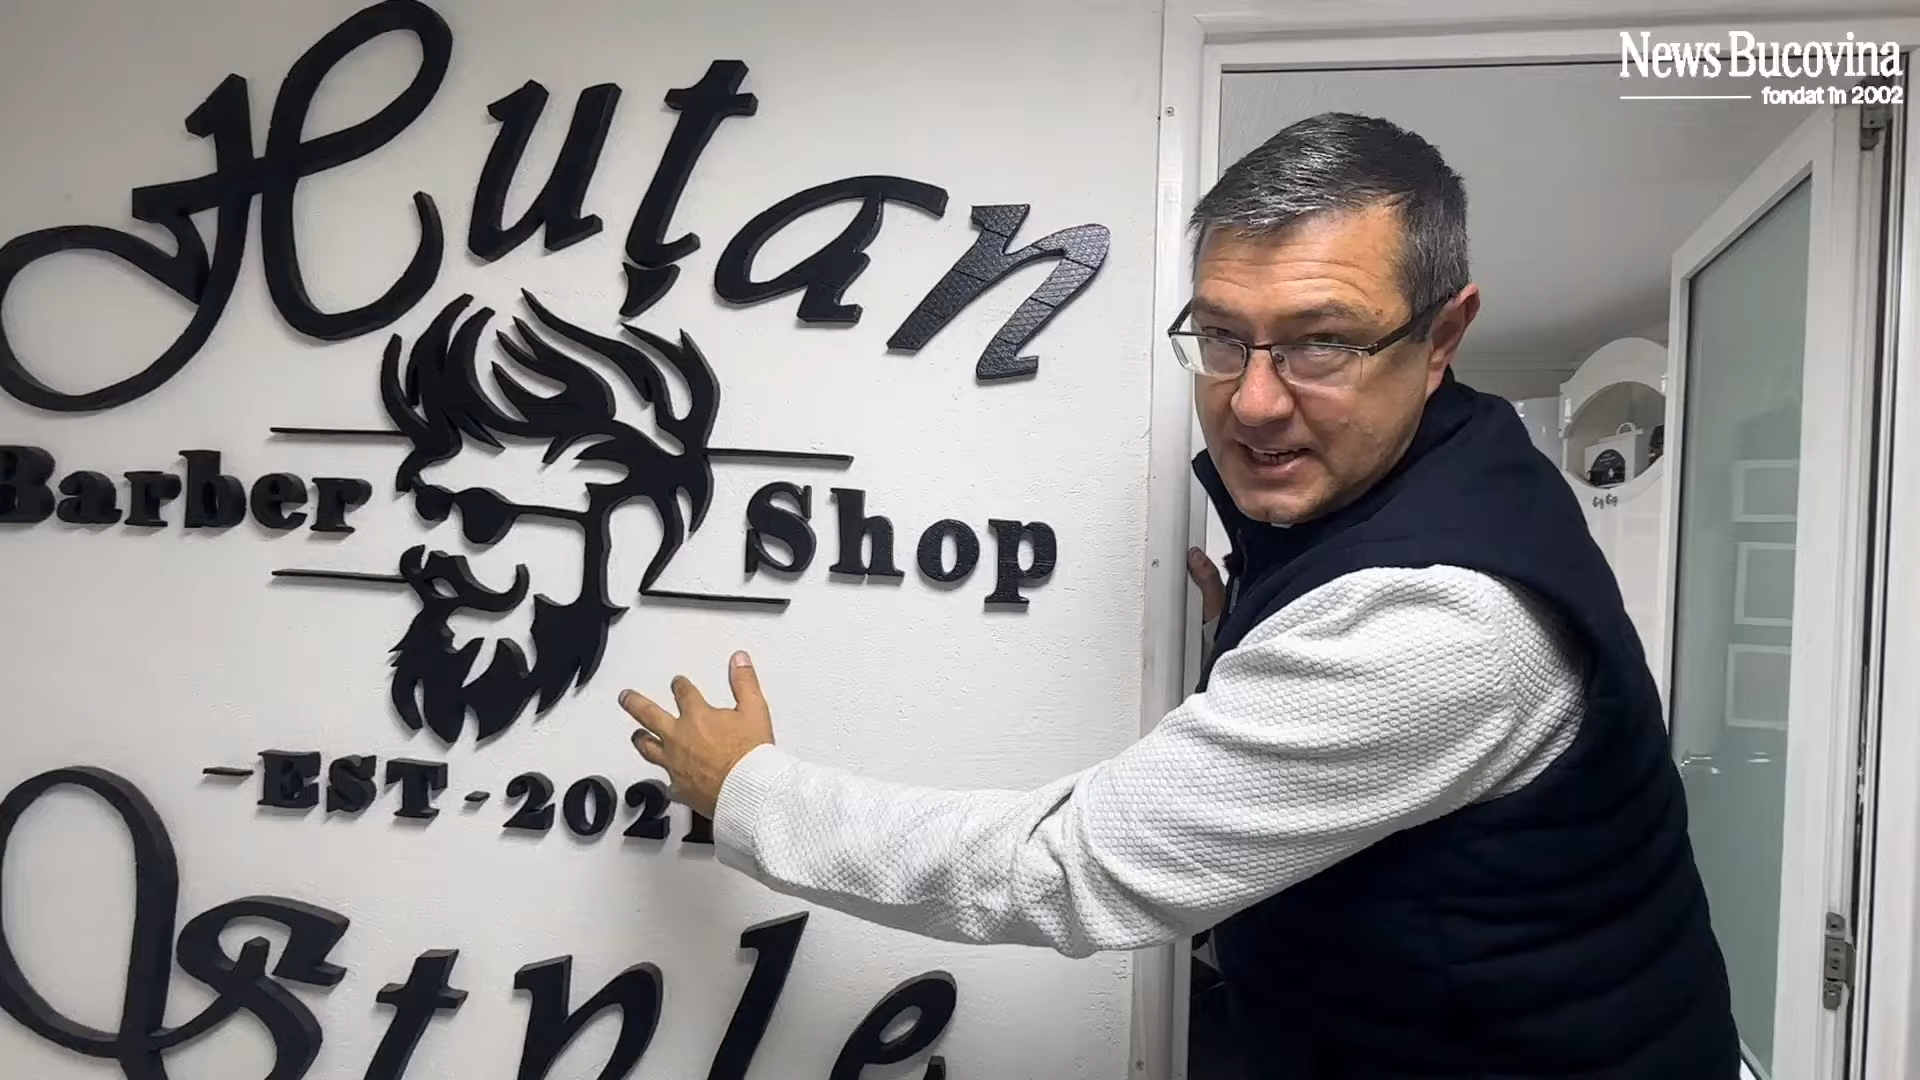 News Bucovina
fondat în 2002
Huțan
Barber Shop
- EST - 2021
Style